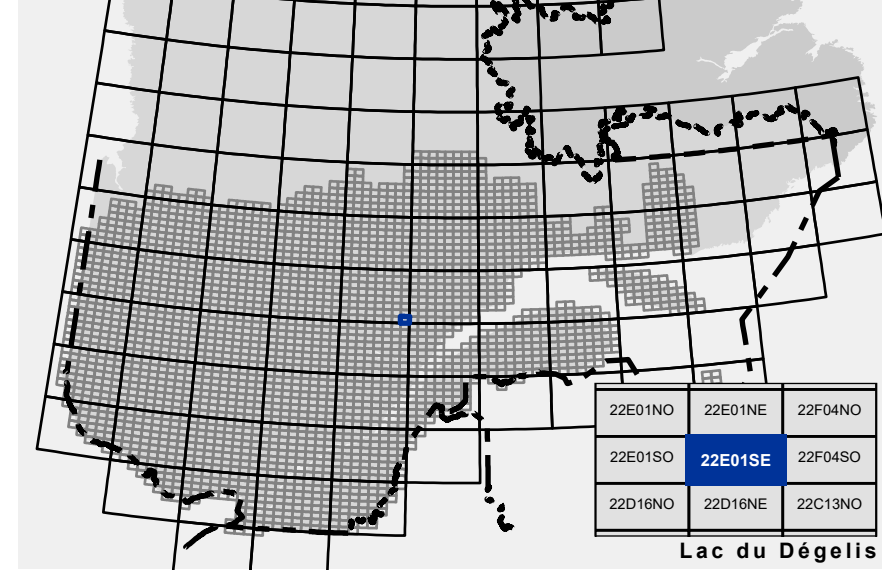 22E01NO 22E01NE 22F04NO
22E01SO 22E01SE 22F04SO
22D16NO 22D16NE 22C13NO
Lac du Dégelis